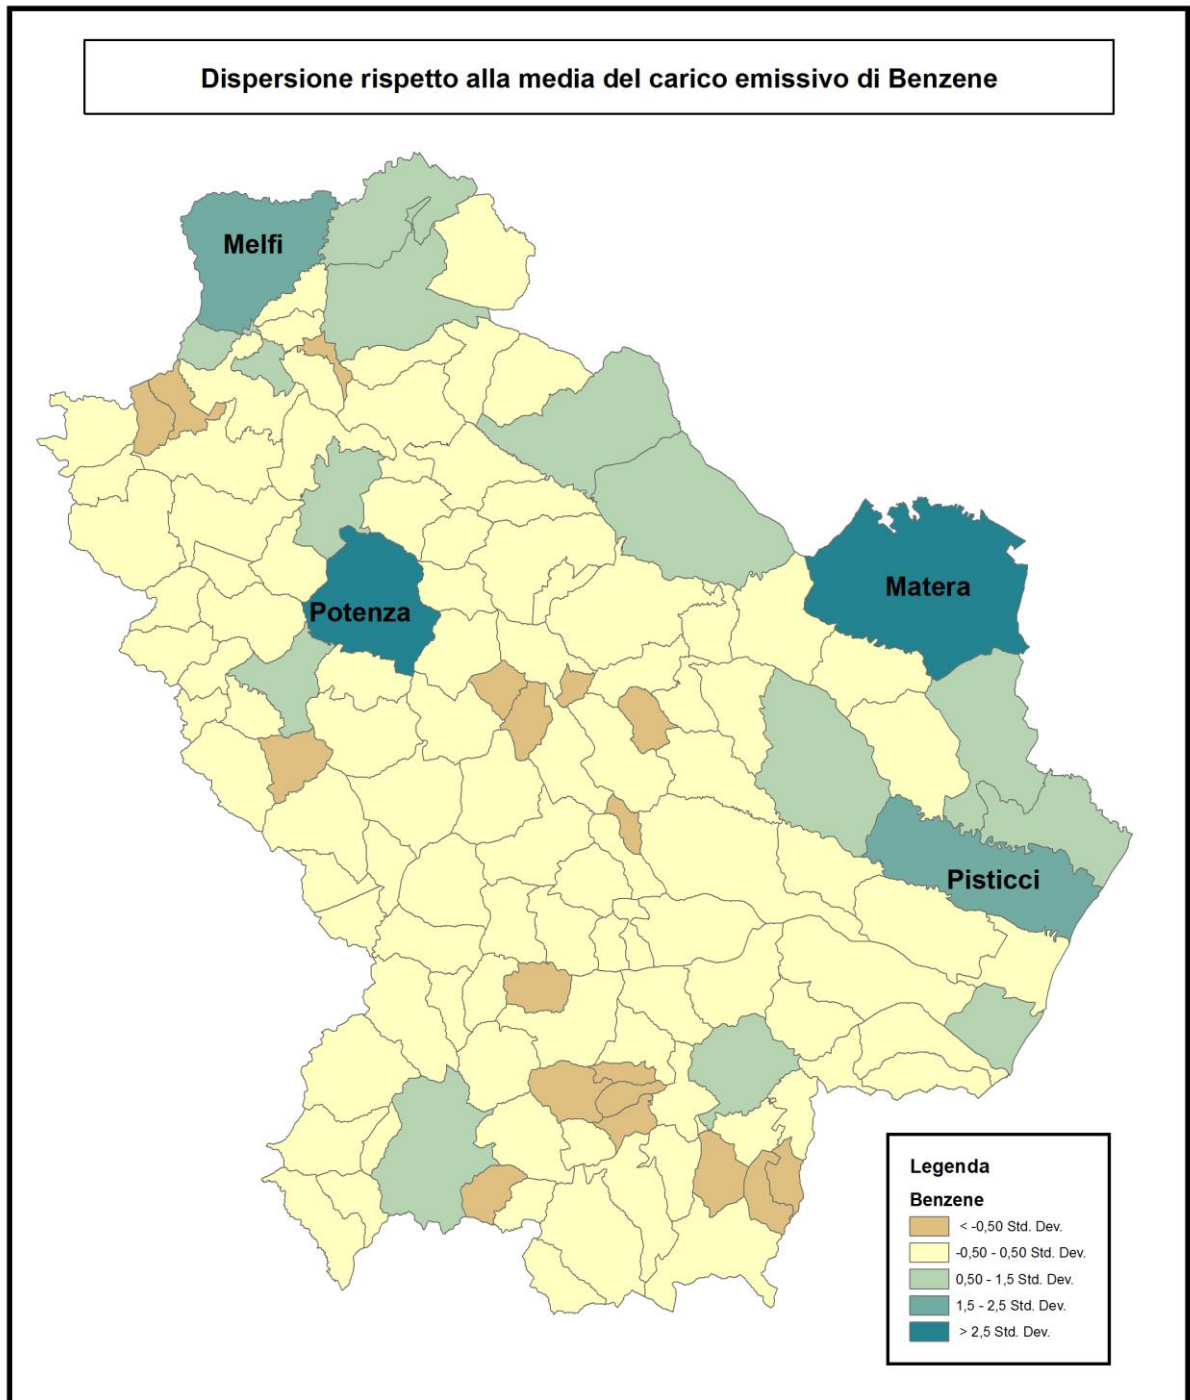 Dispersione rispetto alla media del carico emissivo di Benzene
Melfi
Matera
Potenza
Pisticci
Legenda
Benzene
< -0,50 Std. Dev.
-0,50 - 0,50 Std. Dev.
0,50 - 1,5 Std. Dev.
1,5 - 2,5 Std. Dev.
> 2,5 Std. Dev.